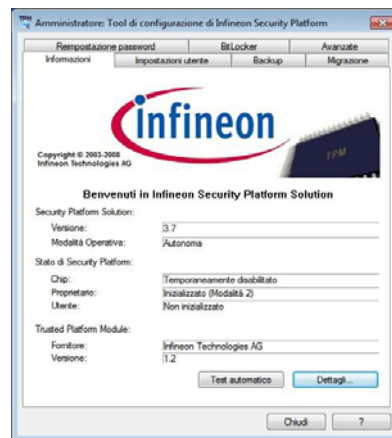 Amministratore: Tool di configurazione di Infineon Security Platform
Reimpostazione password BitLocker Avanzate
Informazioni Impostazioni utente Backup Migrazione
infineon
TPM
Copyright © 2003-2008
Infineon Technologies AG
Benvenuti in Infineon Security Platform Solution
Security Platform Solution:
Versione: 3.7
Modalità Operativa: Autonoma
Stato di Security Platform:
Chip: Temporaneamente disabilitato
Proprietario: Inizializzato (Modalità 2)
Utente: Non inizializzato
Trusted Platform Module:
Fornitore: Infineon Technologies AG
Versione: 1.2
Test automatico Dettagli...
Chiudi ?